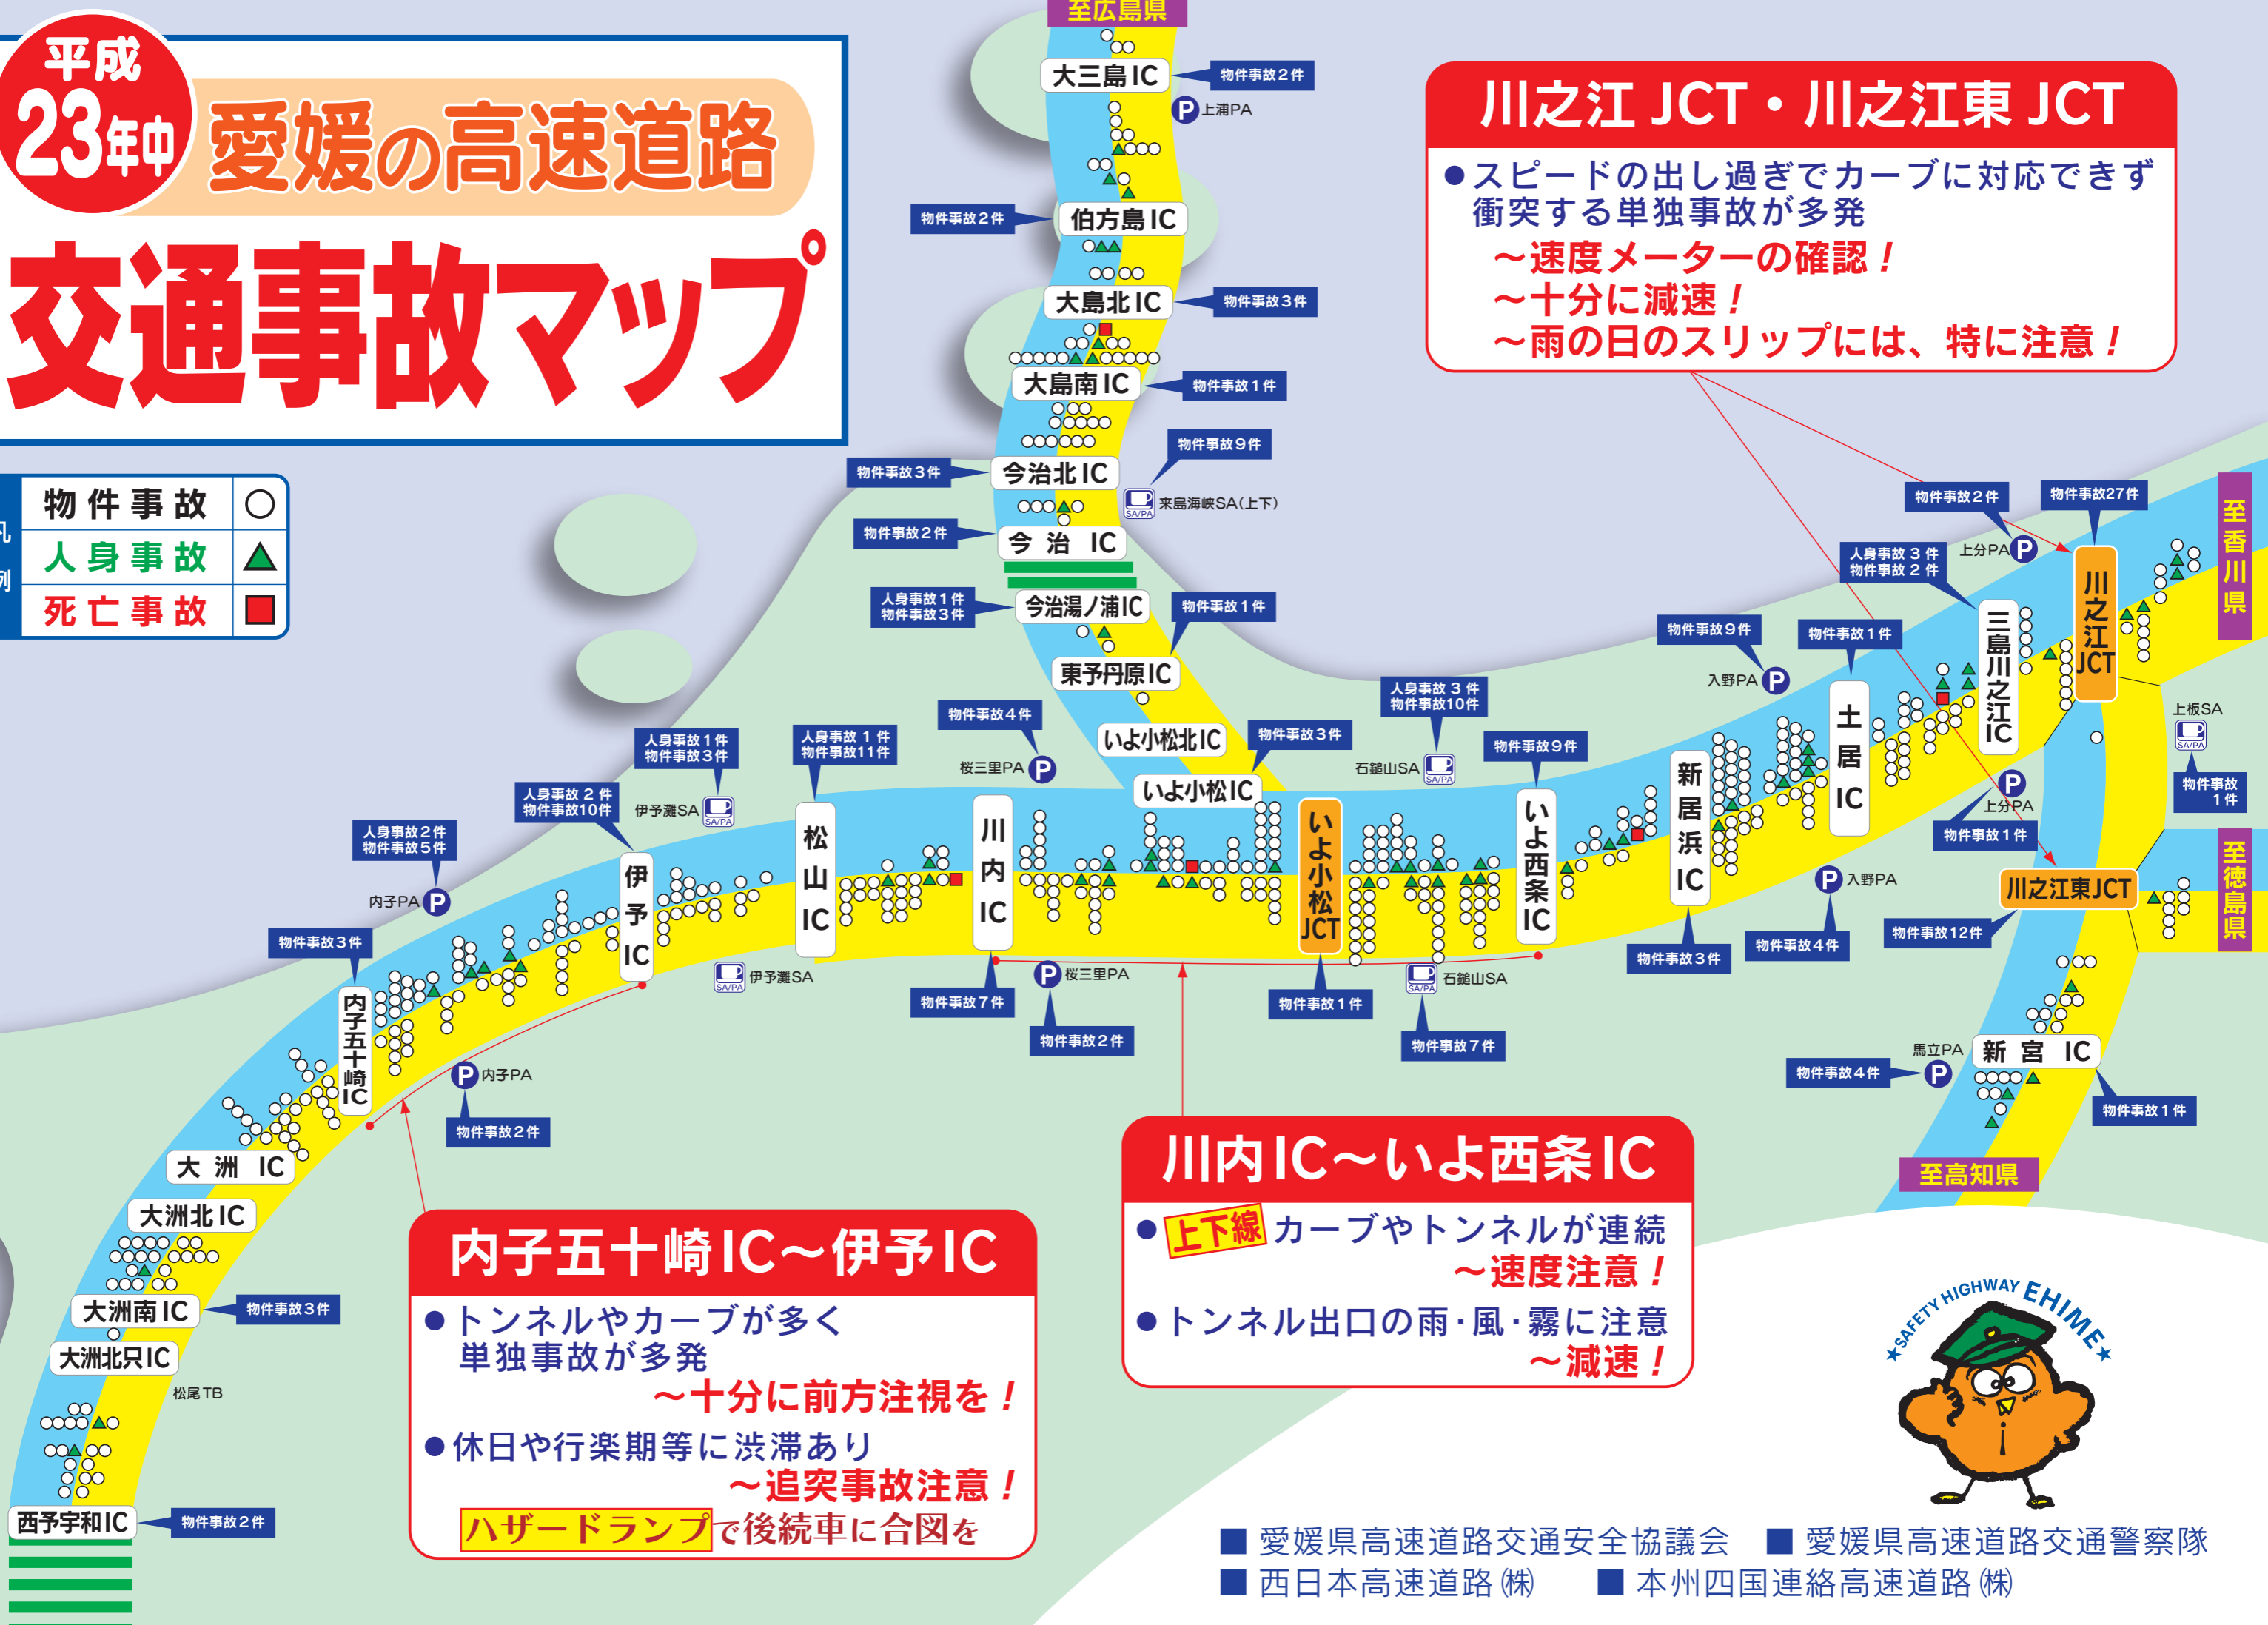 平成
23年中
愛媛の高速道路
交通事故マップ
凡例
物件事故
人身事故
死亡事故
至広島県
大三島IC
物件事故2件
P 上浦PA
物件事故2件
伯方島IC
大島北IC
物件事故3件
大島南IC
物件事故1件
物件事故9件
物件事故3件
今治北IC
SA/PA
来島海峡SA(上下)
物件事故2件
今治 IC
人身事故1件
物件事故3件
今治湯ノ浦IC
物件事故1件
東予丹原IC
いよ小松北IC
物件事故3件
いよ小松IC
川之江JCT・川之江東JCT
●スピードの出し過ぎでカーブに対応できず
衝突する単独事故が多発
～速度メーターの確認！
～十分に減速！
～雨の日のスリップには、特に注意！
物件事故2件
上分PA P
物件事故27件
川之江JCT
至香川県
人身事故3件
物件事故2件
三島川之江IC
物件事故1件
土居IC
物件事故9件
入野PA P
上板SA
SA/PA
物件事故
1件
P
上分PA
物件事故1件
川之江東JCT
至徳島県
物件事故12件
P 入野PA
物件事故4件
新居浜IC
物件事故3件
物件事故9件
いよ西条IC
人身事故3件
物件事故10件
石鎚山SA
SA/PA
SA/PA
石鎚山SA
物件事故7件
いよ小松JCT
物件事故1件
物件事故4件
桜三里PA P
P 桜三里PA
物件事故2件
川内IC
物件事故7件
人身事故1件
物件事故11件
松山IC
人身事故1件
物件事故3件
伊予灘SA
SA/PA
SA/PA
伊予灘SA
人身事故2件
物件事故10件
伊予IC
人身事故2件
物件事故5件
内子PA P
P 内子PA
物件事故2件
物件事故3件
内子五十崎IC
大洲 IC
大洲北IC
大洲南IC
物件事故3件
大洲北只IC
松尾TB
西予宇和IC
物件事故2件
新宮 IC
物件事故1件
馬立PA
P
物件事故4件
至高知県
内子五十崎IC～伊予IC
●トンネルやカーブが多く
単独事故が多発
～十分に前方注視を！
●休日や行楽期等に渋滞あり
～追突事故注意！
ハザードランプで後続車に合図を
川内IC～いよ西条IC
●上下線 カーブやトンネルが連続
～速度注意！
●トンネル出口の雨・風・霧に注意
～減速！
★SAFETY HIGHWAY EHIME★
■ 愛媛県高速道路交通安全協議会 ■ 愛媛県高速道路交通警察隊
■ 西日本高速道路㈱ ■ 本州四国連絡高速道路㈱